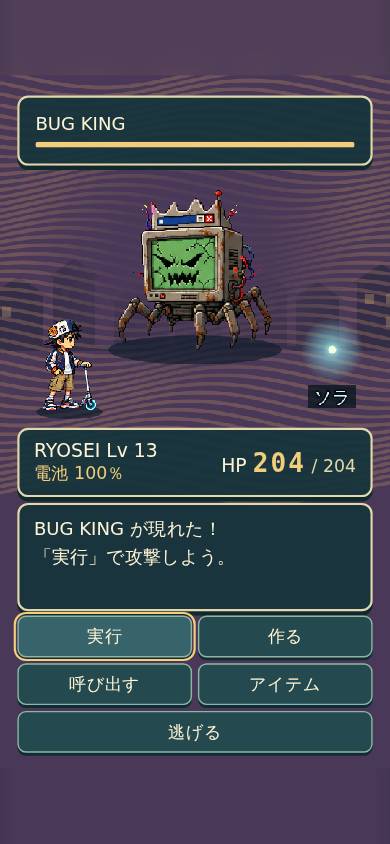 BUG KING
ソラ
RYOSEI Lv 13
電池 100％
HP 204 / 204
BUG KING が現れた！
「実行」で攻撃しよう。
実行
作る
呼び出す
アイテム
逃げる